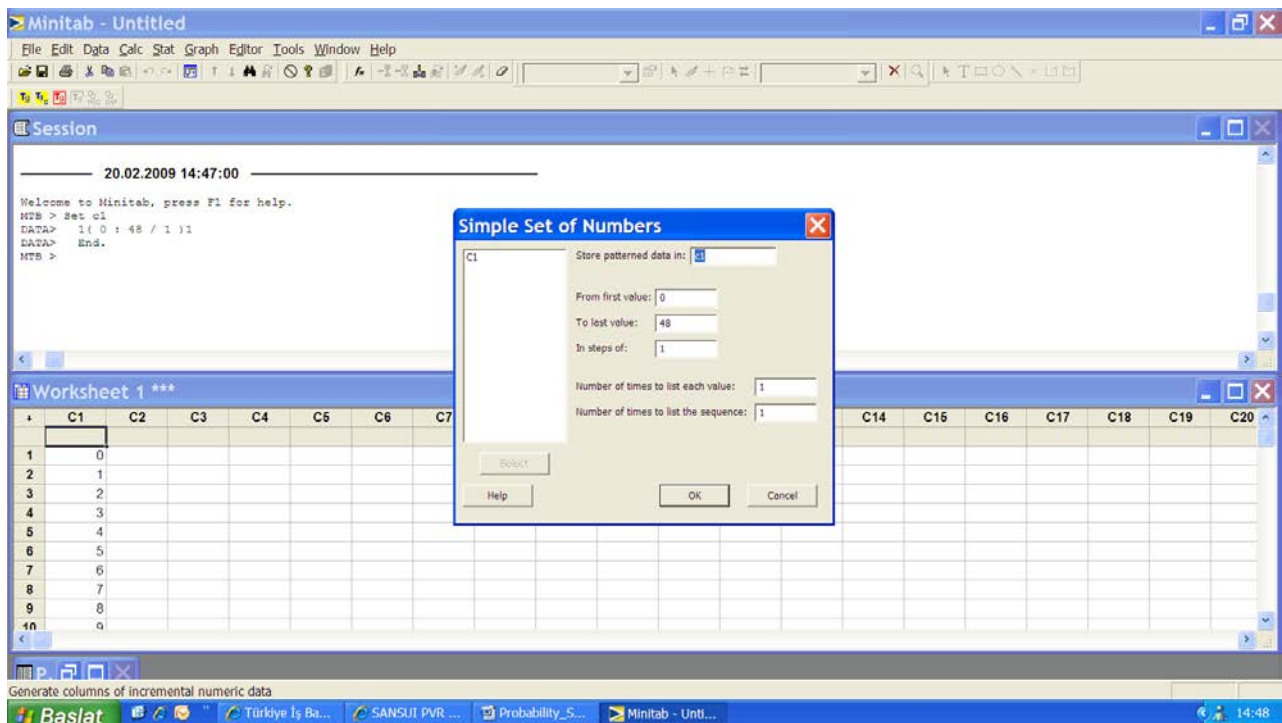 Minitab - Untitled
File Edit Data Calc Stat Graph Editor Tools Window Help
Session
20.02.2009 14:47:00
Welcome to Minitab, press F1 for help.
MTB > Set c1
DATA> 1( 0 : 48 / 1 )1
DATA> End.
MTB >
Simple Set of Numbers
C1
Store patterned data in: c1
From first value: 0
To last value: 48
In steps of: 1
Number of times to list each value: 1
Number of times to list the sequence: 1
Select
Help OK Cancel
Worksheet 1 ***
+ C1 C2 C3 C4 C5 C6 C7 C14 C15 C16 C17 C18 C19 C20
1 0
2 1
3 2
4 3
5 4
6 5
7 6
8 7
9 8
10 9
P.
Generate columns of incremental numeric data
Başlat Türkiye İş Ba... SANSUI PVR ... Probability_S... Minitab - Unti... 14:48